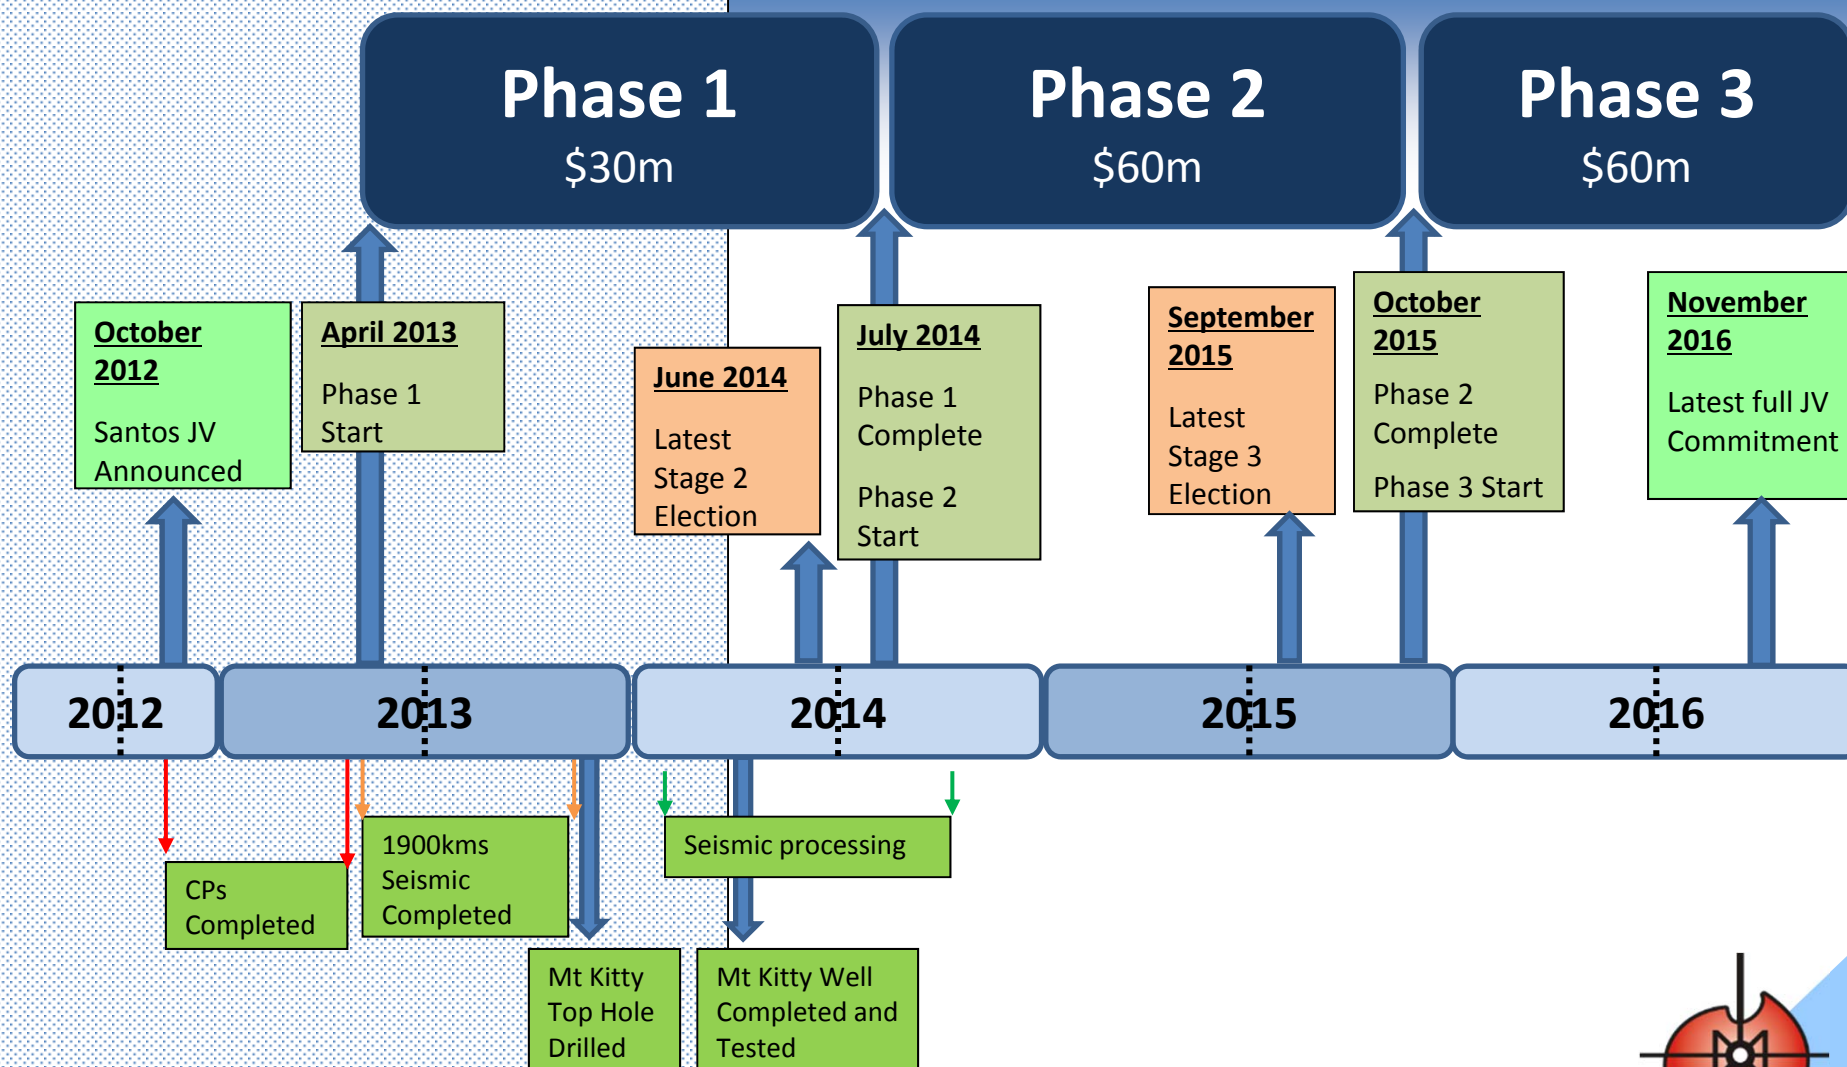 Phase 1
$30m
Phase 2
$60m
Phase 3
$60m
October
2012
Santos JV
Announced
April 2013
Phase 1
Start
June 2014
Latest
Stage 2
Election
July 2014
Phase 1
Complete
Phase 2
Start
September
2015
Latest
Stage 3
Election
October
2015
Phase 2
Complete
Phase 3 Start
November
2016
Latest full JV
Commitment
2012
2013
2014
2015
2016
CPs
Completed
1900kms
Seismic
Completed
Seismic processing
Mt Kitty
Top Hole
Drilled
Mt Kitty Well
Completed and
Tested